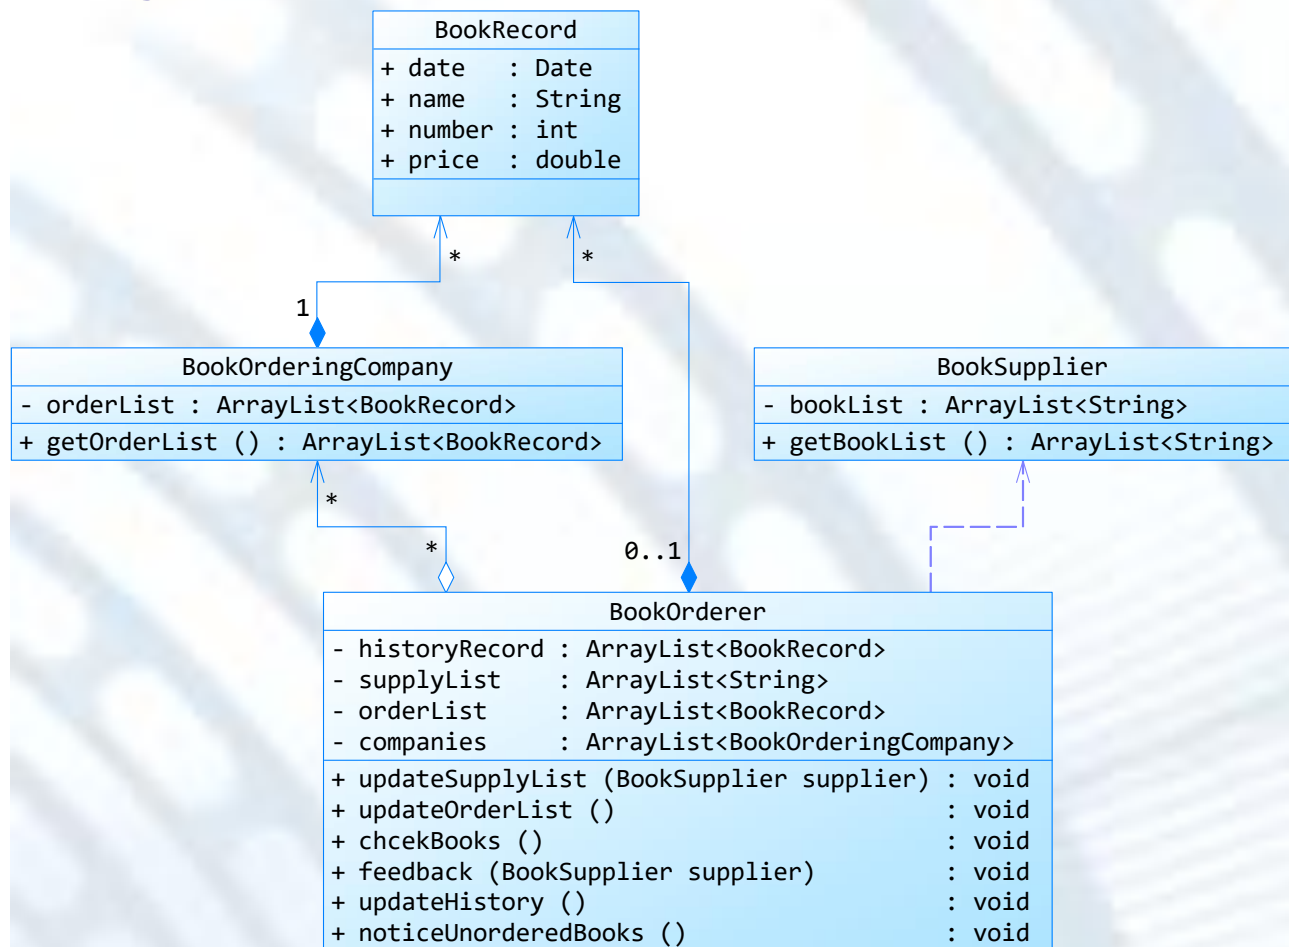 BookRecord
+ date   : Date
+ name   : String
+ number : int
+ price  : double
*
*
1
BookOrderingCompany
- orderList : ArrayList<BookRecord>
+ getOrderList () : ArrayList<BookRecord>
BookSupplier
- bookList : ArrayList<String>
+ getBookList () : ArrayList<String>
*
*
0..1
BookOrderer
- historyRecord : ArrayList<BookRecord>
- supplyList    : ArrayList<String>
- orderList     : ArrayList<BookRecord>
- companies     : ArrayList<BookOrderingCompany>
+ updateSupplyList (BookSupplier supplier) : void
+ updateOrderList ()                       : void
+ chcekBooks ()                            : void
+ feedback (BookSupplier supplier)         : void
+ updateHistory ()                         : void
+ noticeUnorderedBooks ()                  : void